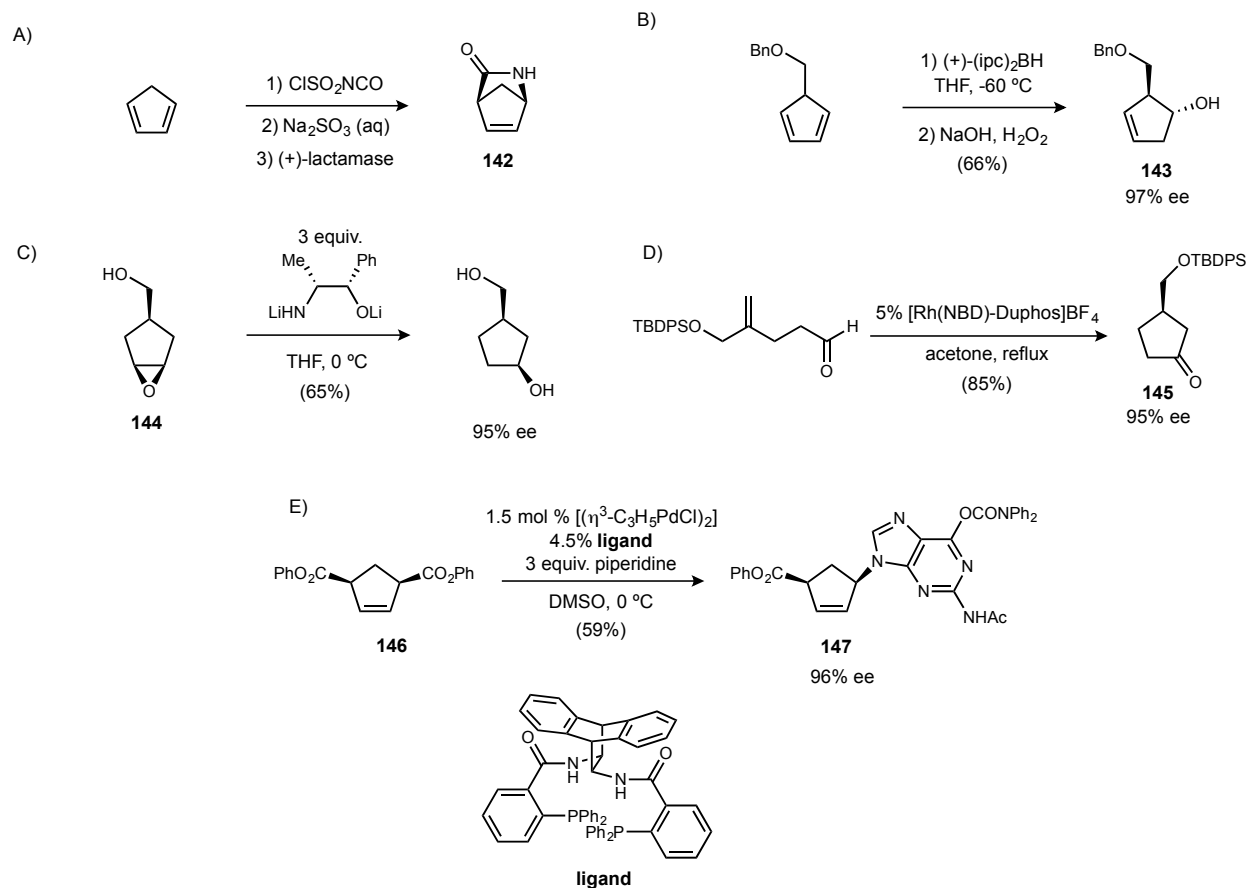 A)
1) ClSO2NCO
2) Na2SO3 (aq)
3) (+)-lactamase
O
NH
142
B)
BnO
1) (+)-(ipc)2BH
THF, -60 ºC
2) NaOH, H2O2
(66%)
BnO
OH
143
97% ee
C)
HO
O
144
3 equiv.
Me
Ph
LiHN
OLi
THF, 0 ºC
(65%)
HO
OH
95% ee
D)
TBDPSO
H
O
5% [Rh(NBD)-Duphos]BF4
acetone, reflux
(85%)
OTBDPS
O
145
95% ee
E)
PhO2C
CO2Ph
146
1.5 mol % [(η3-C3H5PdCl)2]
4.5% ligand
3 equiv. piperidine
DMSO, 0 ºC
(59%)
PhO2C
N
N
OCONPh2
N
N
NHAc
147
96% ee
O
N
H
N
H
O
PPh2
Ph2P
ligand